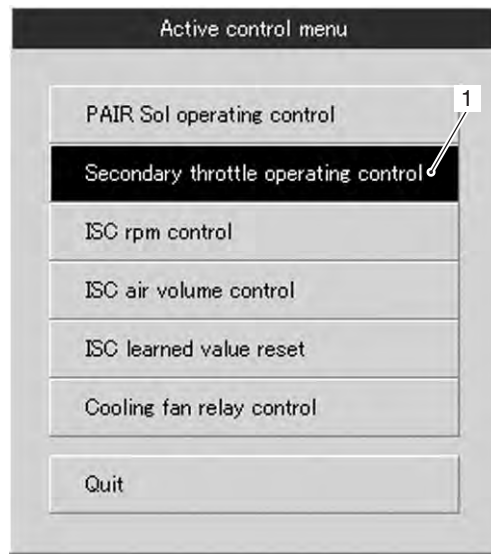 Active control menu
1
PAIR Sol operating control
Secondary throttle operating control
ISC rpm control
ISC air volume control
ISC learned value reset
Cooling fan relay control
Quit